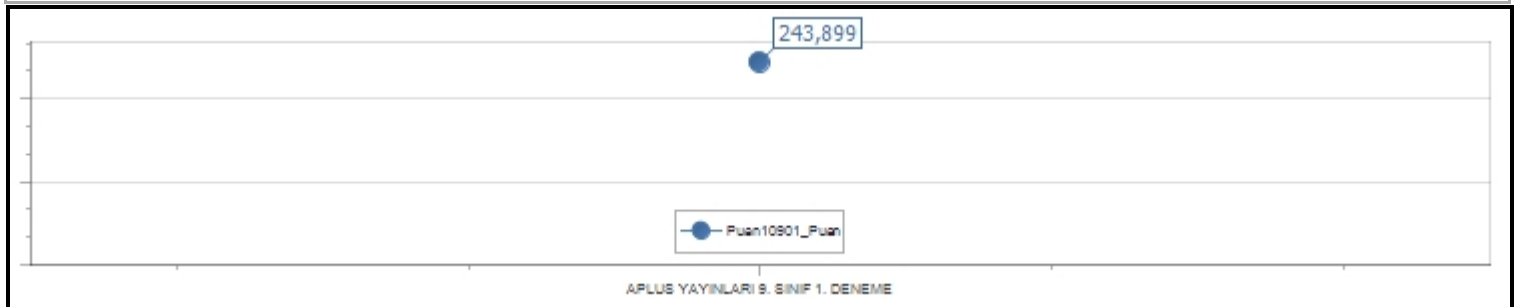 243,899
Puan10901_Puan
APLUS YAYINLARI 9. SINIF 1. DENEME